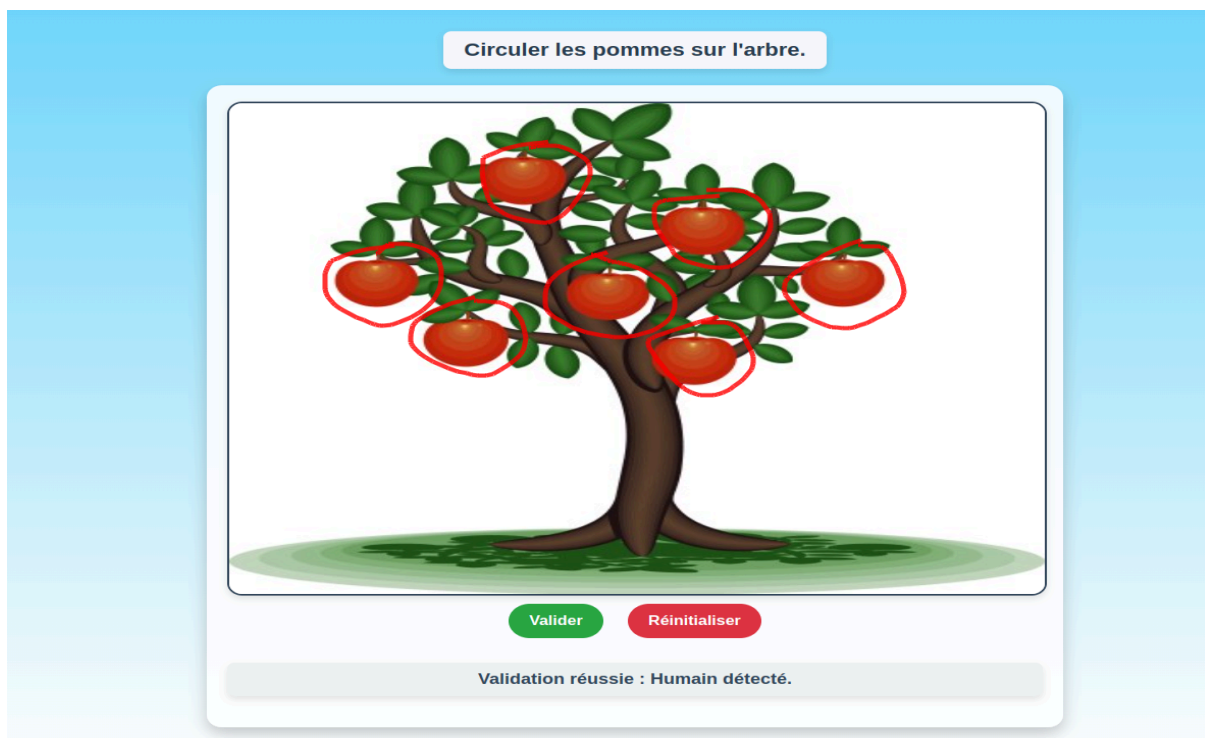 Circuler les pommes sur l'arbre.
Valider
Réinitialiser
Validation réussie : Humain détecté.